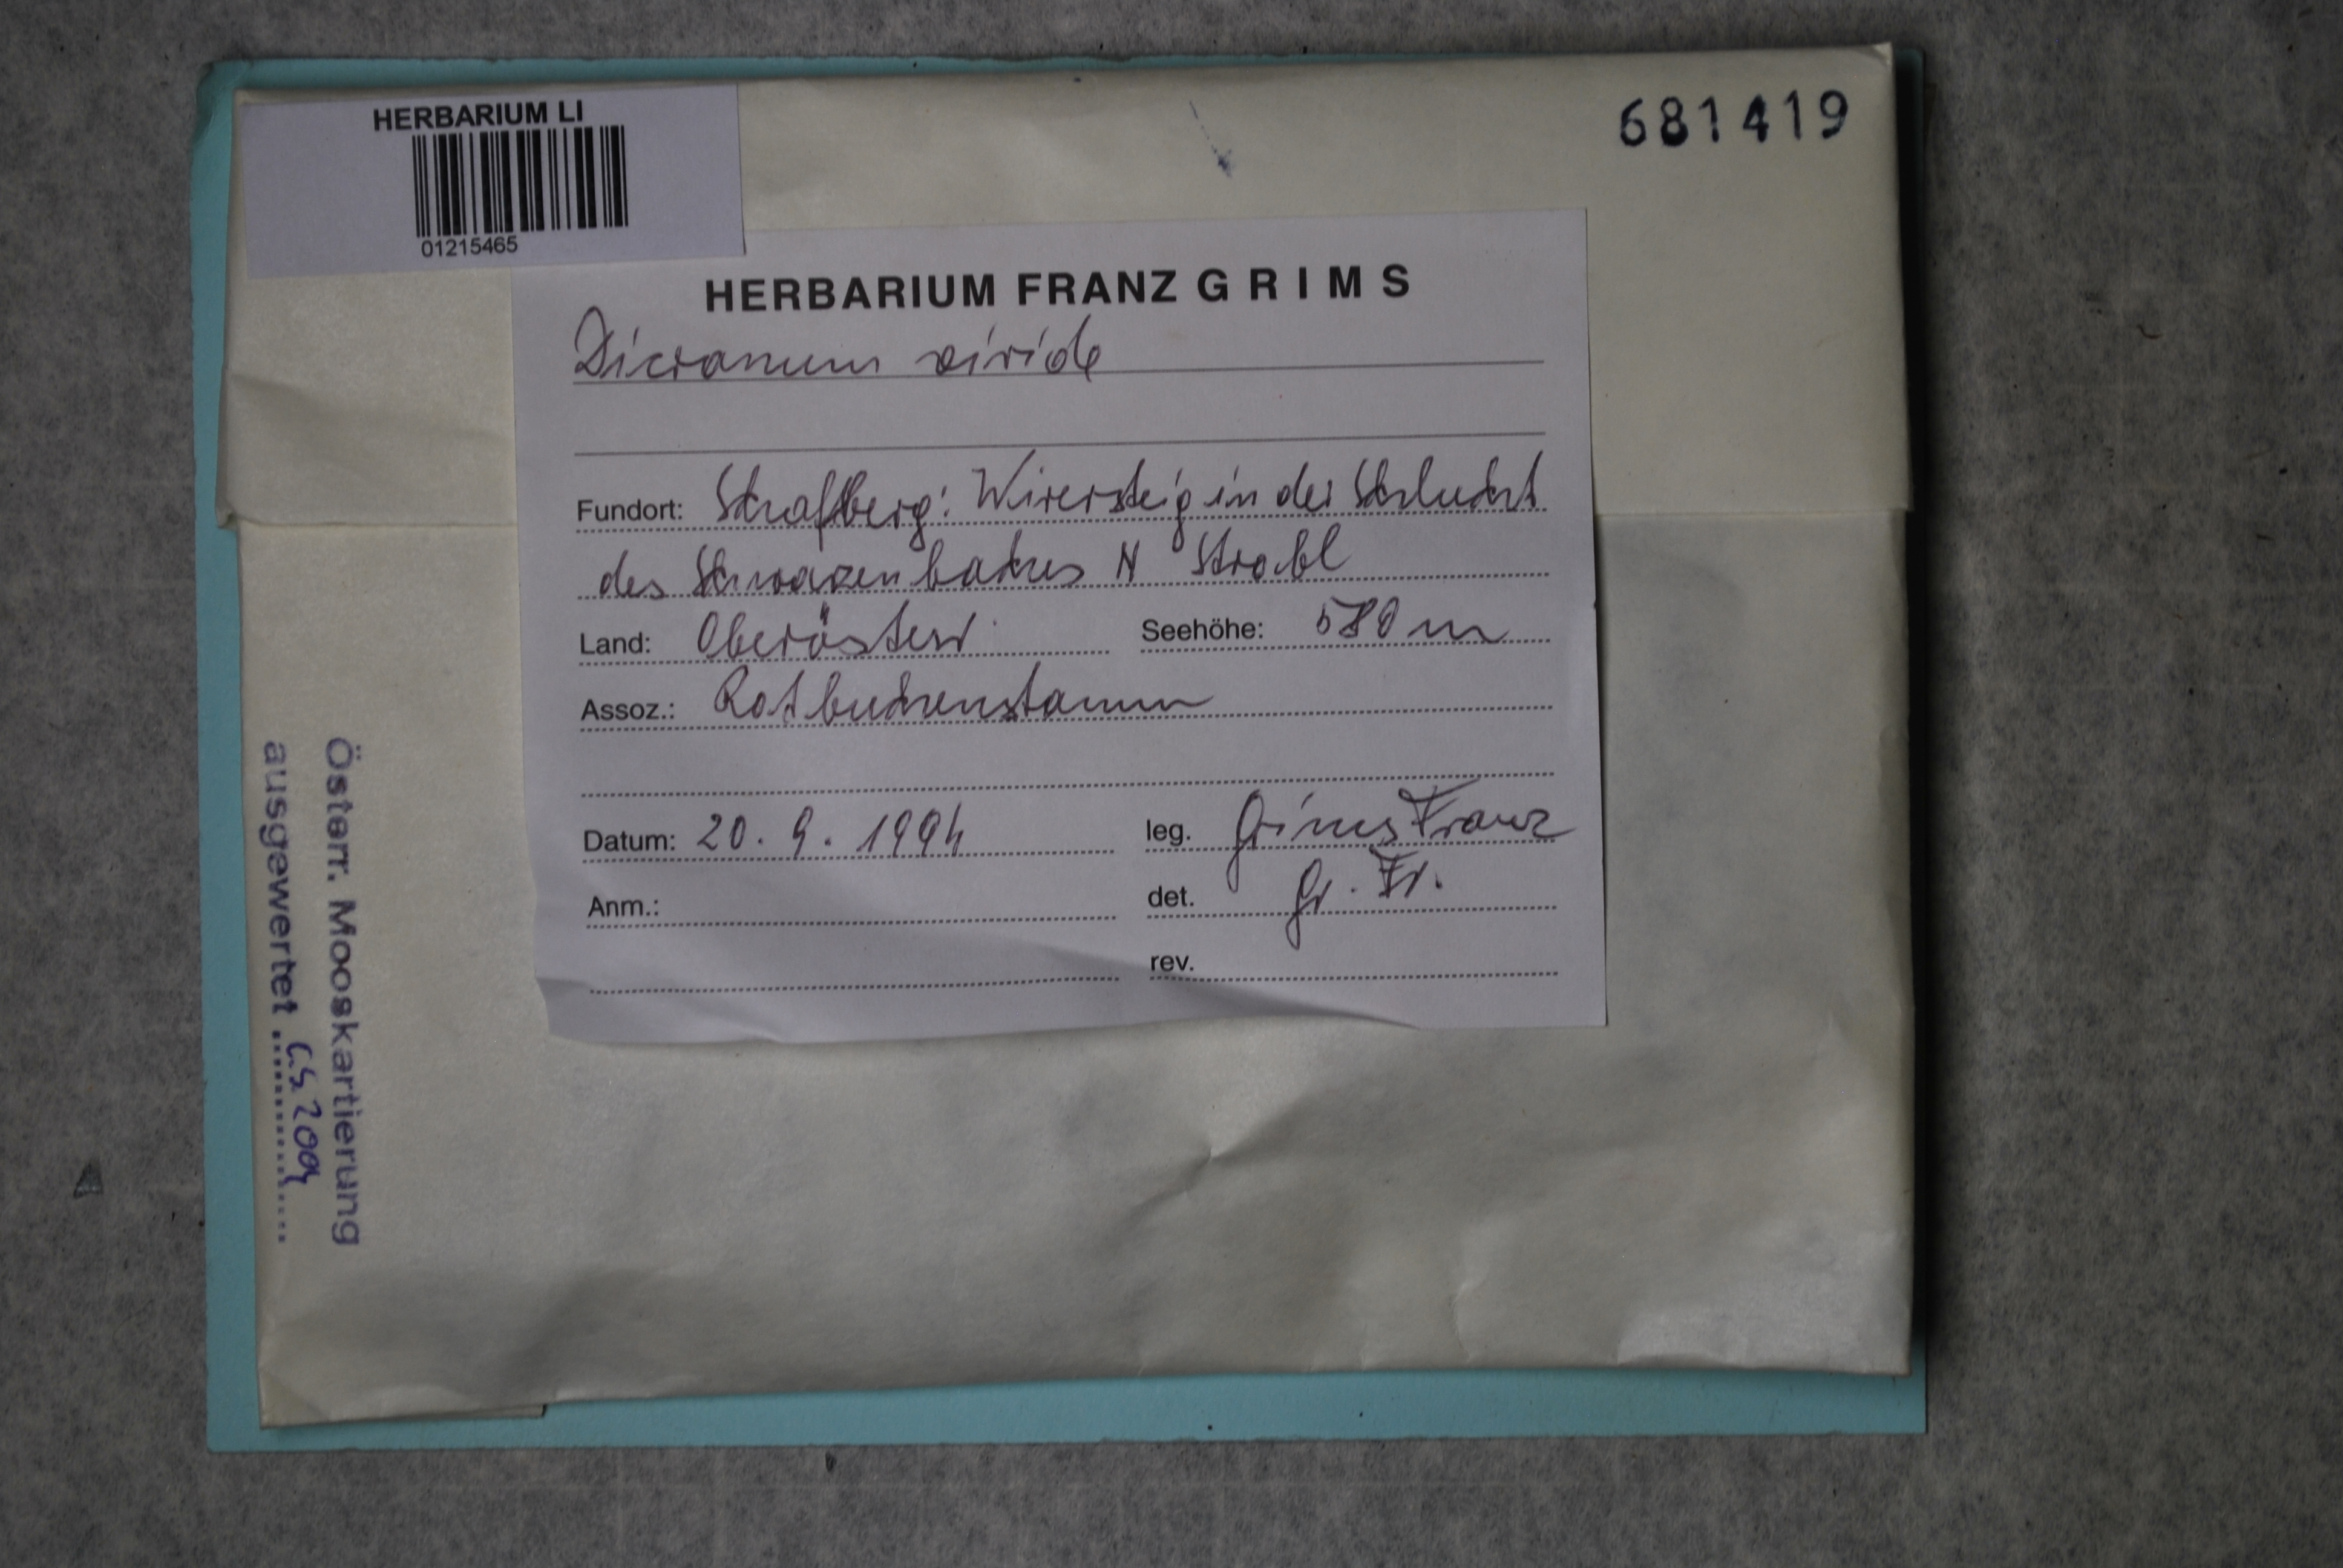 HERBARIUM LI
01215465
681419
HERBARIUM FRANZ GRIMS
Dicranum viride
Fundort: Schafberg: Wirersteig in der Schlucht
des Schwarzenbaches N Strobl
Land: Oberösterr. Seehöhe: 580 m
Assoz.: Rotbuchenstamm
Datum: 20. 9. 1994 leg. Grims Franz
Anm.: det. Gr. Fr.
rev.
Österr. Mooskartierung
ausgewertet 2004